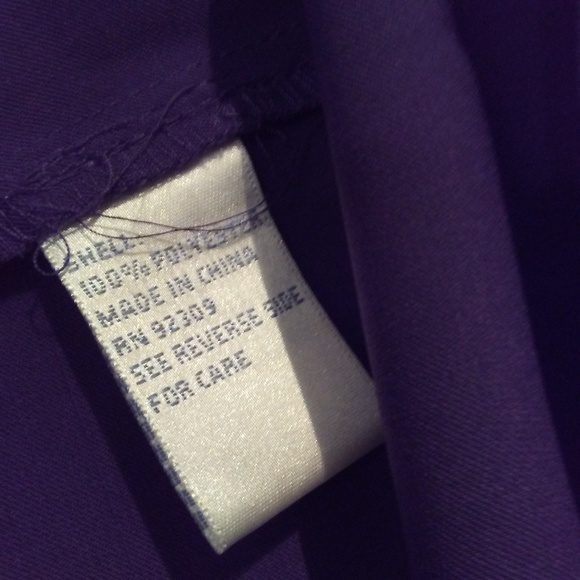 SHELL:
100% POLYESTER
MADE IN CHINA
RN 92309
SEE REVERSE SIDE
FOR CARE